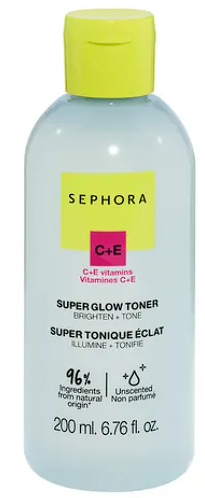 SEPHORA
C+E
C+E vitamins
Vitamines C+E
SUPER GLOW TONER
BRIGHTEN + TONE
SUPER TONIQUE ÉCLAT
ILLUMINE + TONIFIE
96%
Ingredients
from natural
origin*
Unscented
Non parfumé
200 ml. 6.76 fl. oz.